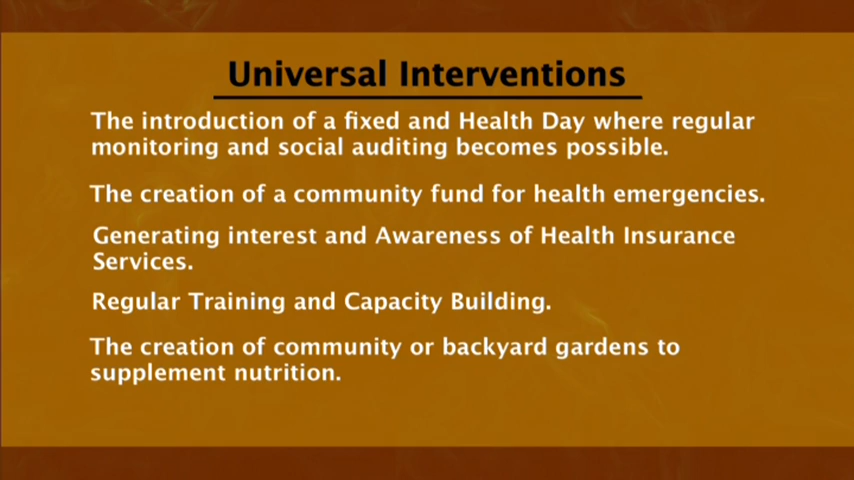 Universal Interventions
The introduction of a fixed and Health Day where regular
monitoring and social auditing becomes possible.
The creation of a community fund for health emergencies.
Generating interest and Awareness of Health Insurance
Services.
Regular Training and Capacity Building.
The creation of community or backyard gardens to
supplement nutrition.